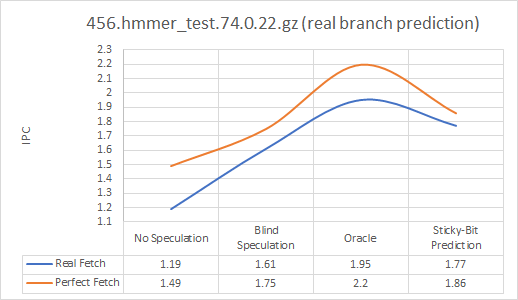 456.hmmer_test.74.0.22.gz (real branch prediction)
2.3
2.2
2.1
2
1.9
1.8
1.7
1.6
1.5
1.4
1.3
1.2
1.1
IPC
No Speculation Blind Speculation Oracle Sticky-Bit Prediction
Real Fetch 1.19 1.61 1.95 1.77
Perfect Fetch 1.49 1.75 2.2 1.86